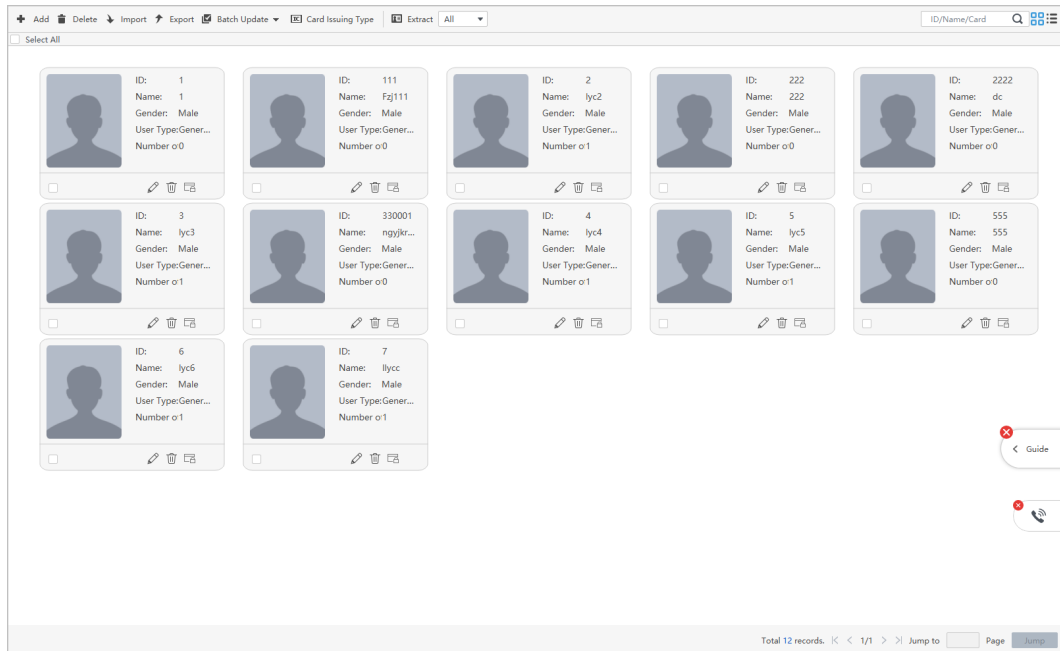 Add Delete Import Export Batch Update Card Issuing Type Extract All ID/Name/Card
Select All
ID: 1
Name: 1
Gender: Male
User Type:Gener...
Number o 0
ID: 111
Name: Fzj111
Gender: Male
User Type:Gener...
Number o 0
ID: 2
Name: lyc2
Gender: Male
User Type:Gener...
Number o 1
ID: 222
Name: 222
Gender: Male
User Type:Gener...
Number o 0
ID: 2222
Name: dc
Gender: Male
User Type:Gener...
Number o 0
ID: 3
Name: lyc3
Gender: Male
User Type:Gener...
Number o 1
ID: 330001
Name: ngyjkr...
Gender: Male
User Type:Gener...
Number o 0
ID: 4
Name: lyc4
Gender: Male
User Type:Gener...
Number o 1
ID: 5
Name: lyc5
Gender: Male
User Type:Gener...
Number o 1
ID: 555
Name: 555
Gender: Male
User Type:Gener...
Number o 0
ID: 6
Name: lyc6
Gender: Male
User Type:Gener...
Number o 1
ID: 7
Name: llycc
Gender: Male
User Type:Gener...
Number o 1
Guide
Total 12 records. |< < 1/1 > >| Jump to Page Jump